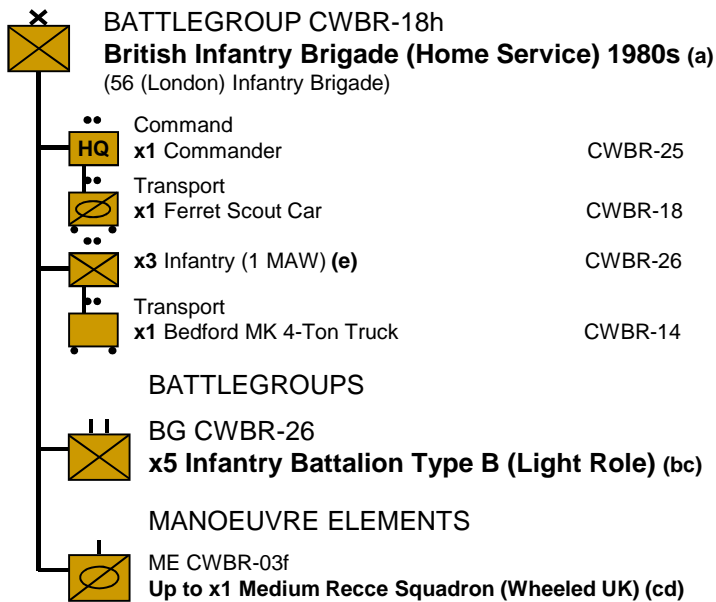 BATTLEGROUP CWBR-18h
British Infantry Brigade (Home Service) 1980s (a)
(56 (London) Infantry Brigade)
Command
HQ x1 Commander CWBR-25
Transport
x1 Ferret Scout Car CWBR-18
x3 Infantry (1 MAW) (e) CWBR-26
Transport
x1 Bedford MK 4-Ton Truck CWBR-14
BATTLEGROUPS
BG CWBR-26
x5 Infantry Battalion Type B (Light Role) (bc)
MANOEUVRE ELEMENTS
ME CWBR-03f
Up to x1 Medium Recce Squadron (Wheeled UK) (cd)